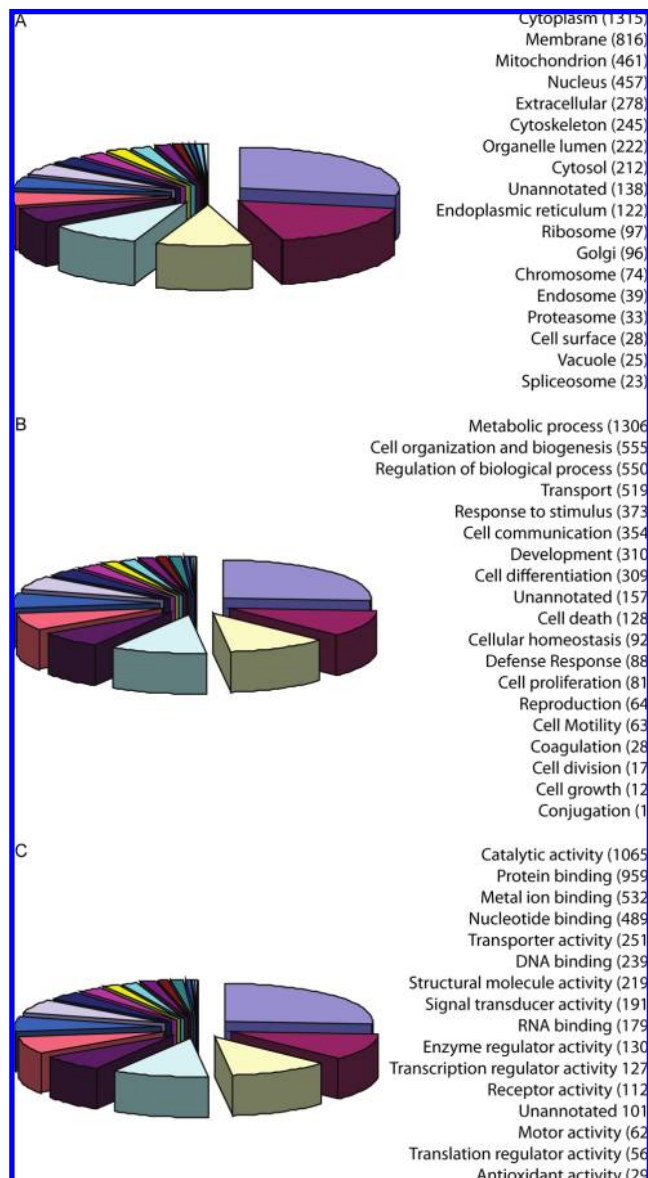 A
Cytoplasm (1315)
Membrane (816)
Mitochondrion (461)
Nucleus (457)
Extracellular (278)
Cytoskeleton (245)
Organelle lumen (222)
Cytosol (212)
Unannotated (138)
Endoplasmic reticulum (122)
Ribosome (97)
Golgi (96)
Chromosome (74)
Endosome (39)
Proteasome (33)
Cell surface (28)
Vacuole (25)
Spliceosome (23)
B
Metabolic process (1306
Cell organization and biogenesis (555
Regulation of biological process (550
Transport (519
Response to stimulus (373
Cell communication (354
Development (310
Cell differentiation (309
Unannotated (157
Cell death (128
Cellular homeostasis (92
Defense Response (88
Cell proliferation (81
Reproduction (64
Cell Motility (63
Coagulation (28
Cell division (17
Cell growth (12
Conjugation (1
C
Catalytic activity (1065
Protein binding (959
Metal ion binding (532
Nucleotide binding (489
Transporter activity (251
DNA binding (239
Structural molecule activity (219
Signal transducer activity (191
RNA binding (179
Enzyme regulator activity (130
Transcription regulator activity 127
Receptor activity (112
Unannotated 101
Motor activity (62
Translation regulator activity (56
Antioxidant activity (29